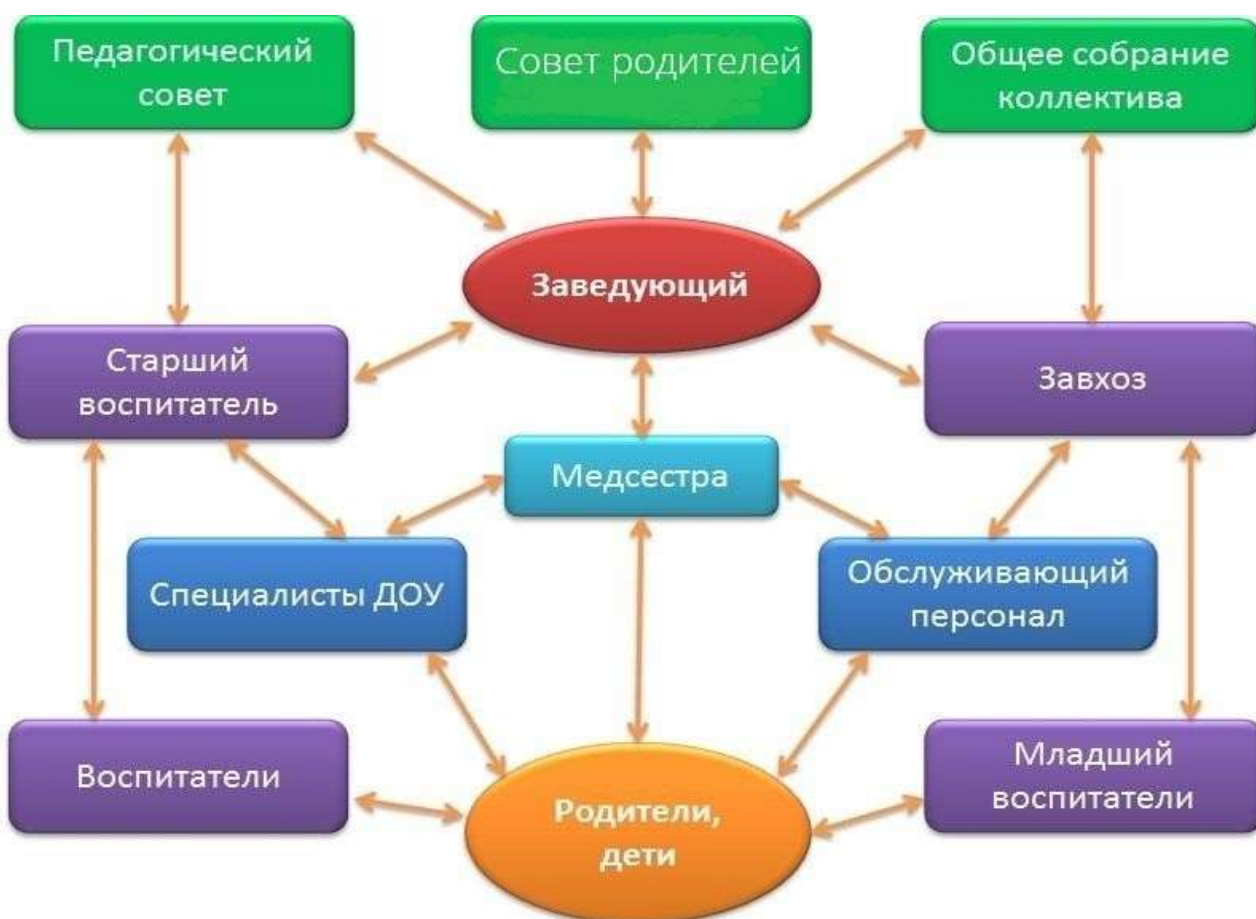 Педагогический
совет
Совет родителей
Общее собрание
коллектива
Заведующий
Старший
воспитатель
Завхоз
Медсестра
Специалисты ДОУ
Обслуживающий
персонал
Воспитатели
Родители,
дети
Младший
воспитатели